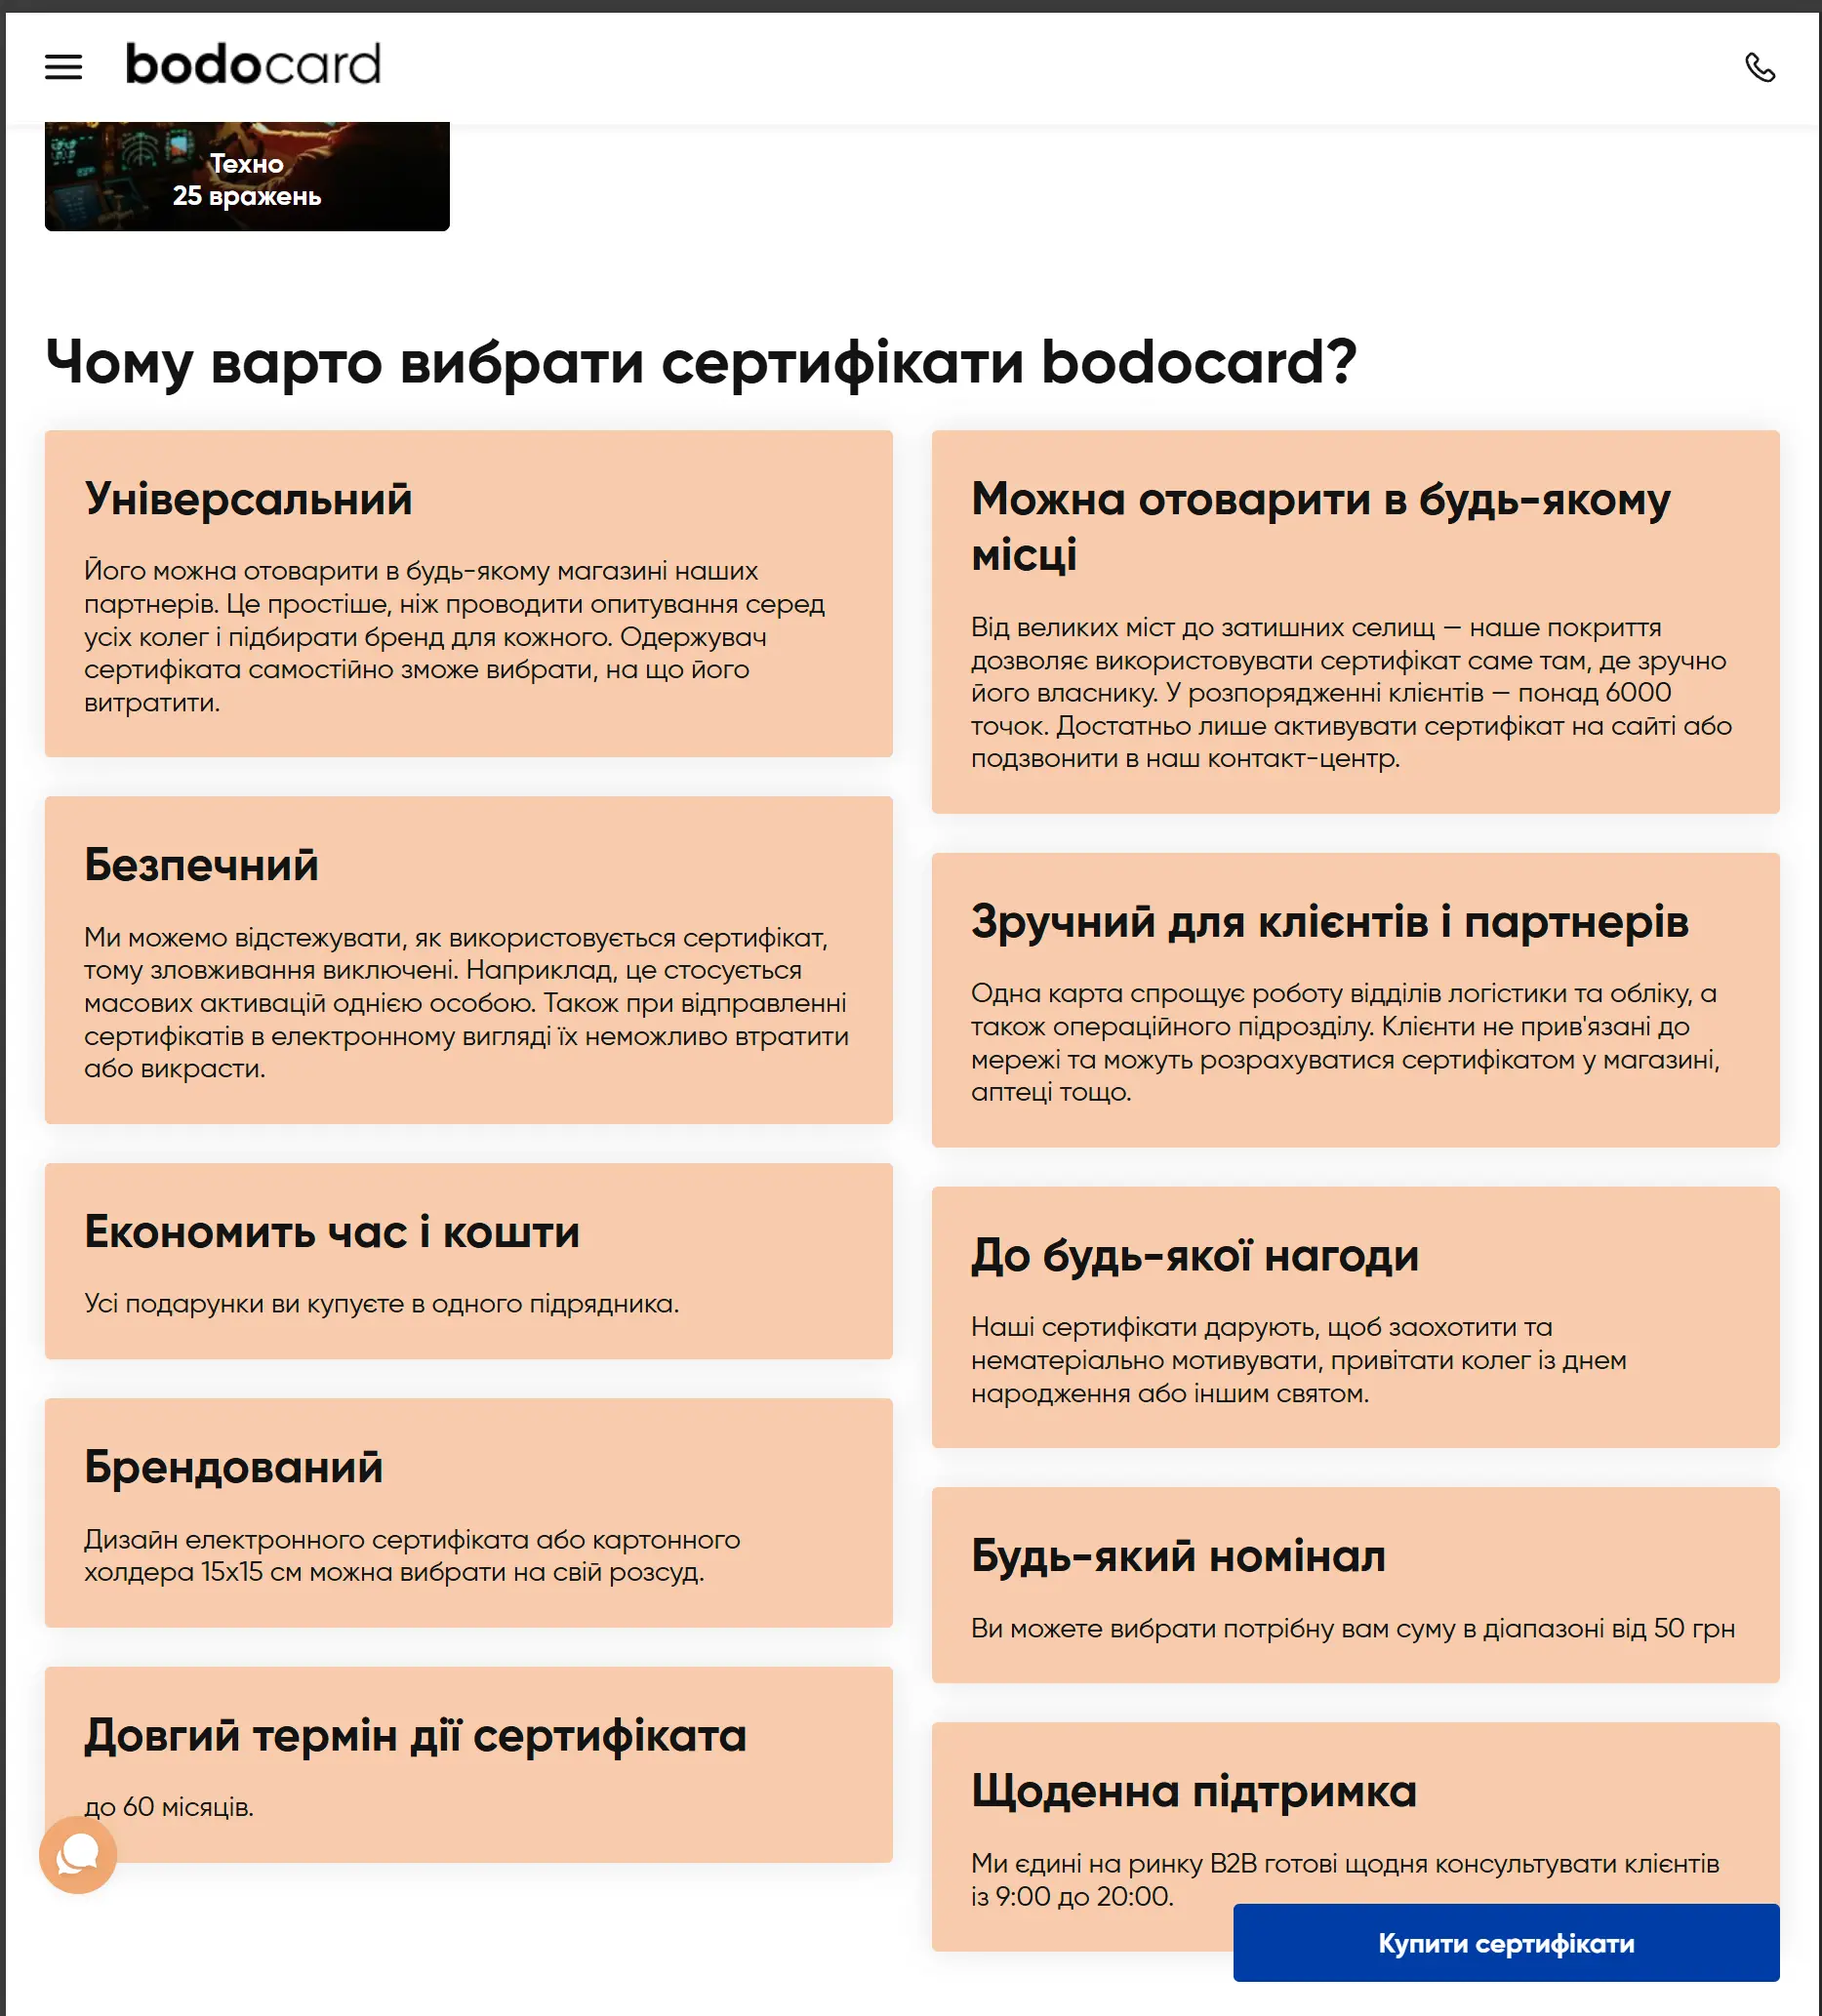 bodocard
Техно
25 вражень
Чому варто вибрати сертифікати bodocard?
Універсальний
Його можна отоварити в будь-якому магазині наших
партнерів. Це простіше, ніж проводити опитування серед
усіх колег і підбирати бренд для кожного. Одержувач
сертифіката самостійно зможе вибрати, на що його
витратити.
Безпечний
Ми можемо відстежувати, як використовується сертифікат,
тому зловживання виключені. Наприклад, це стосується
масових активацій однією особою. Також при відправленні
сертифікатів в електронному вигляді їх неможливо втратити
або викрасти.
Економить час і кошти
Усі подарунки ви купуєте в одного підрядника.
Брендований
Дизайн електронного сертифіката або картонного
холдера 15х15 см можна вибрати на свій розсуд.
Довгий термін дії сертифіката
до 60 місяців.
Можна отоварити в будь-якому
місці
Від великих міст до затишних селищ — наше покриття
дозволяє використовувати сертифікат саме там, де зручно
його власнику. У розпорядженні клієнтів — понад 6000
точок. Достатньо лише активувати сертифікат на сайті або
подзвонити в наш контакт-центр.
Зручний для клієнтів і партнерів
Одна карта спрощує роботу відділів логістики та обліку, а
також операційного підрозділу. Клієнти не прив'язані до
мережі та можуть розрахуватися сертифікатом у магазині,
аптеці тощо.
До будь-якої нагоди
Наші сертифікати дарують, щоб заохотити та
нематеріально мотивувати, привітати колег із днем
народження або іншим святом.
Будь-який номінал
Ви можете вибрати потрібну вам суму в діапазоні від 50 грн
Щоденна підтримка
Ми єдині на ринку B2B готові щодня консультувати клієнтів
із 9:00 до 20:00.
Купити сертифікати